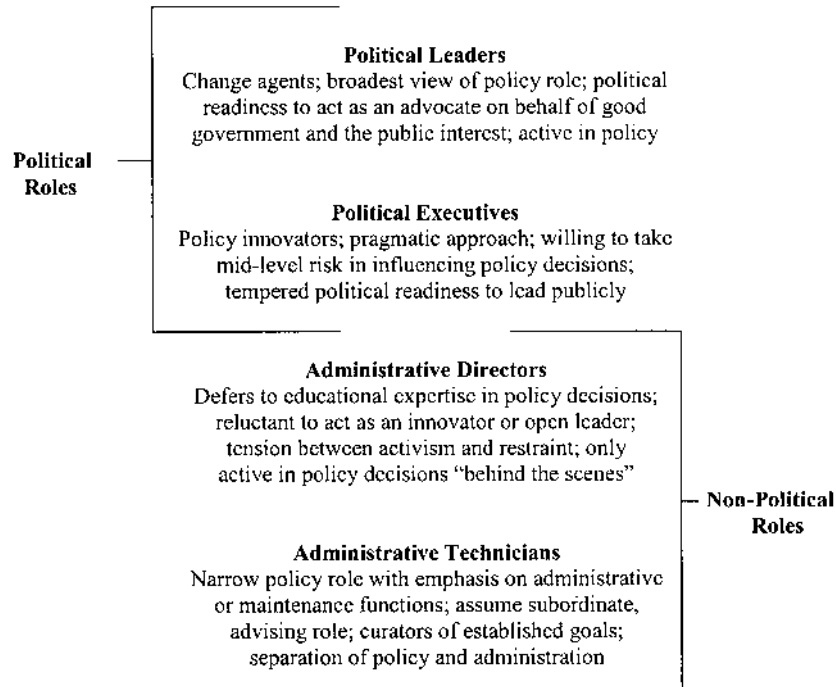 Political Leaders
Change agents; broadest view of policy role; political
readiness to act as an advocate on behalf of good
government and the public interest; active in policy
Political
Roles
Political Executives
Policy innovators; pragmatic approach; willing to take
mid-level risk in influencing policy decisions;
tempered political readiness to lead publicly
Administrative Directors
Defers to educational expertise in policy decisions;
reluctant to act as an innovator or open leader;
tension between activism and restraint; only
active in policy decisions “behind the scenes”
Non-Political
Roles
Administrative Technicians
Narrow policy role with emphasis on administrative
or maintenance functions; assume subordinate,
advising role; curators of established goals;
separation of policy and administration